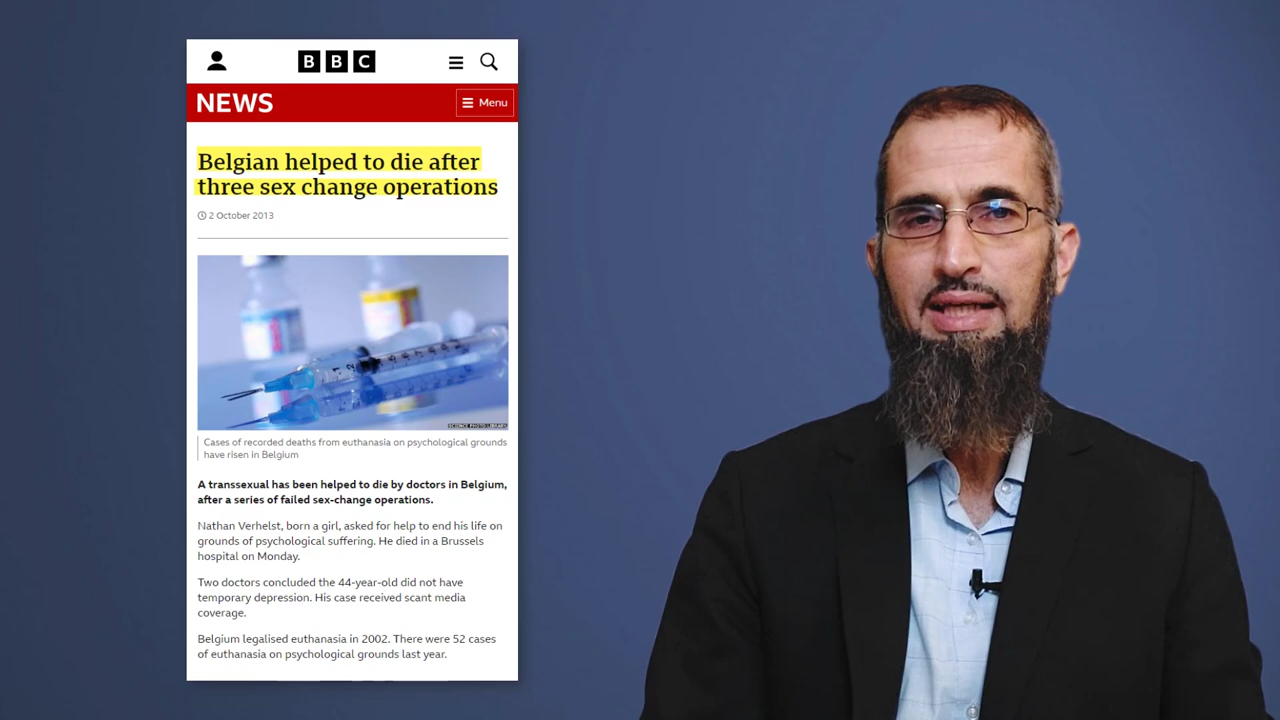 BBC
NEWS
Menu
Belgian helped to die after
three sex change operations
2 October 2013
SCIENCE PHOTO LIBRARY
Cases of recorded deaths from euthanasia on psychological grounds
have risen in Belgium
A transsexual has been helped to die by doctors in Belgium,
after a series of failed sex-change operations.
Nathan Verhelst, born a girl, asked for help to end his life on
grounds of psychological suffering. He died in a Brussels
hospital on Monday.
Two doctors concluded the 44-year-old did not have
temporary depression. His case received scant media
coverage.
Belgium legalised euthanasia in 2002. There were 52 cases
of euthanasia on psychological grounds last year.